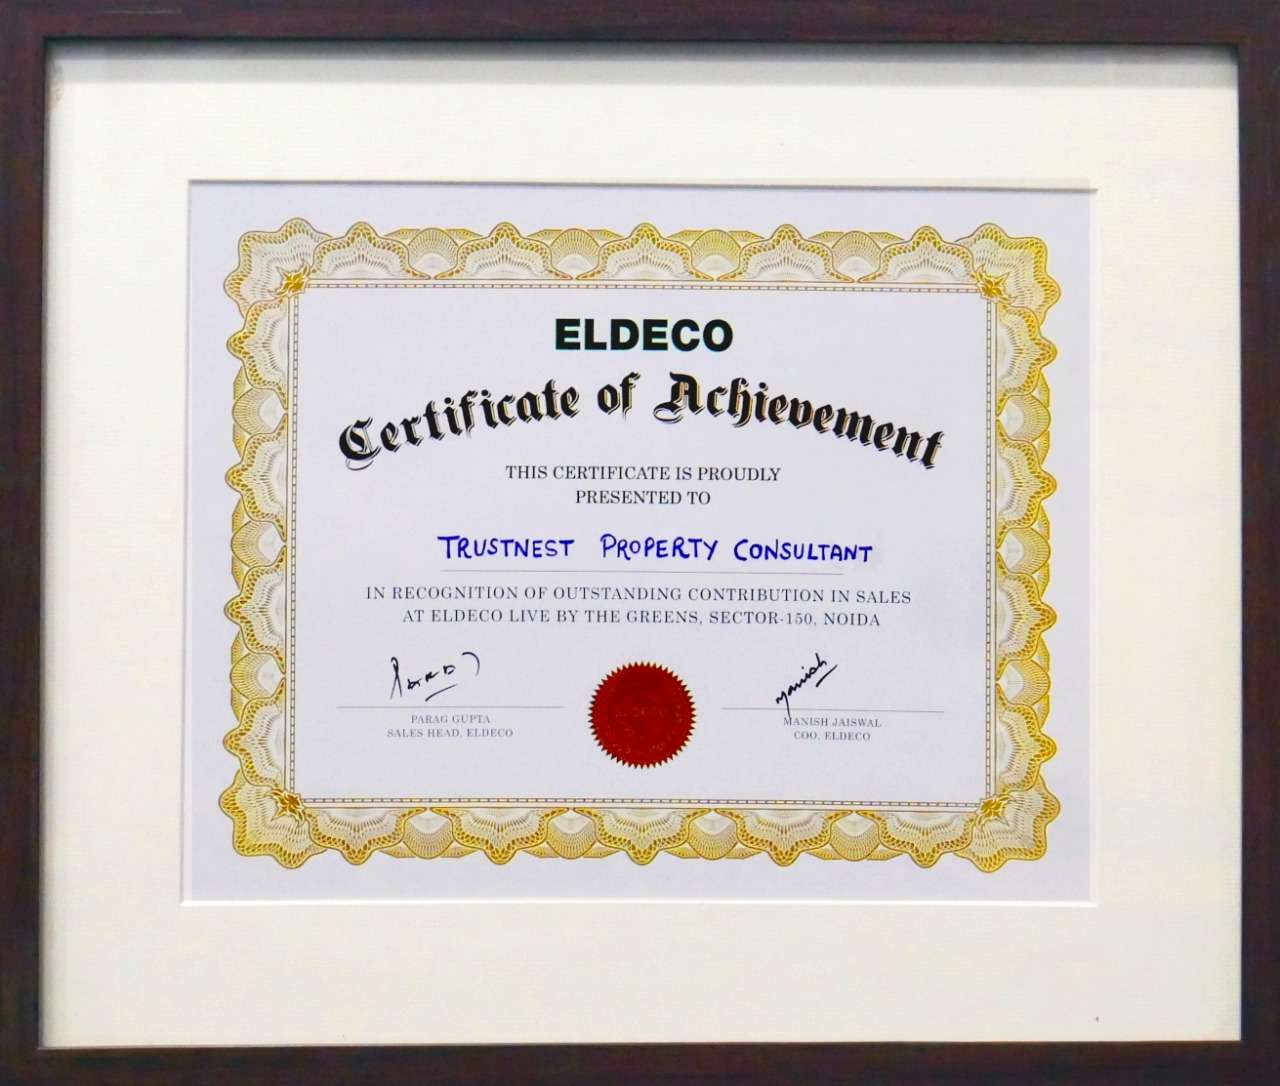 ELDECO
Certificate of Achievement
THIS CERTIFICATE IS PROUDLY
PRESENTED TO
TRUSTNEST PROPERTY CONSULTANT
IN RECOGNITION OF OUTSTANDING CONTRIBUTION IN SALES
AT ELDECO LIVE BY THE GREENS, SECTOR-150, NOIDA
Manish
PARAG GUPTA
SALES HEAD, ELDECO
MANISH JAISWAL
COO, ELDECO